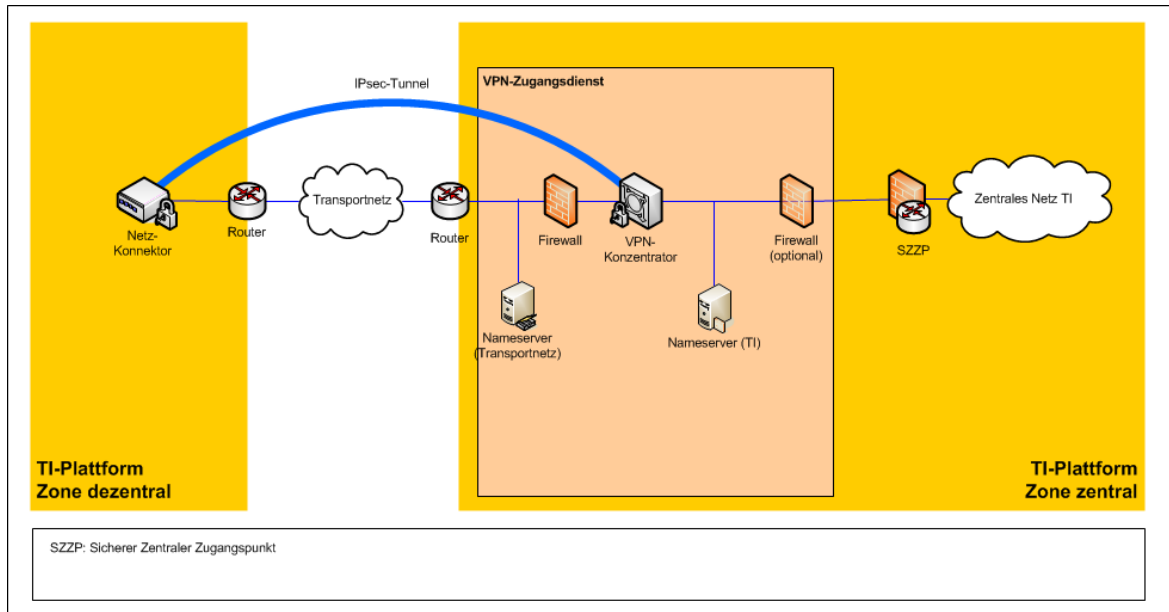 IPsec-Tunnel
VPN-Zugangsdienst
Netz-
Konnektor
Router
Transportnetz
Router
Firewall
VPN-
Konzentrator
Firewall
(optional)
SZZP
Zentrales Netz TI
Nameserver
(Transportnetz)
Nameserver (TI)
TI-Plattform
Zone dezentral
TI-Plattform
Zone zentral
SZZP: Sicherer Zentraler Zugangspunkt